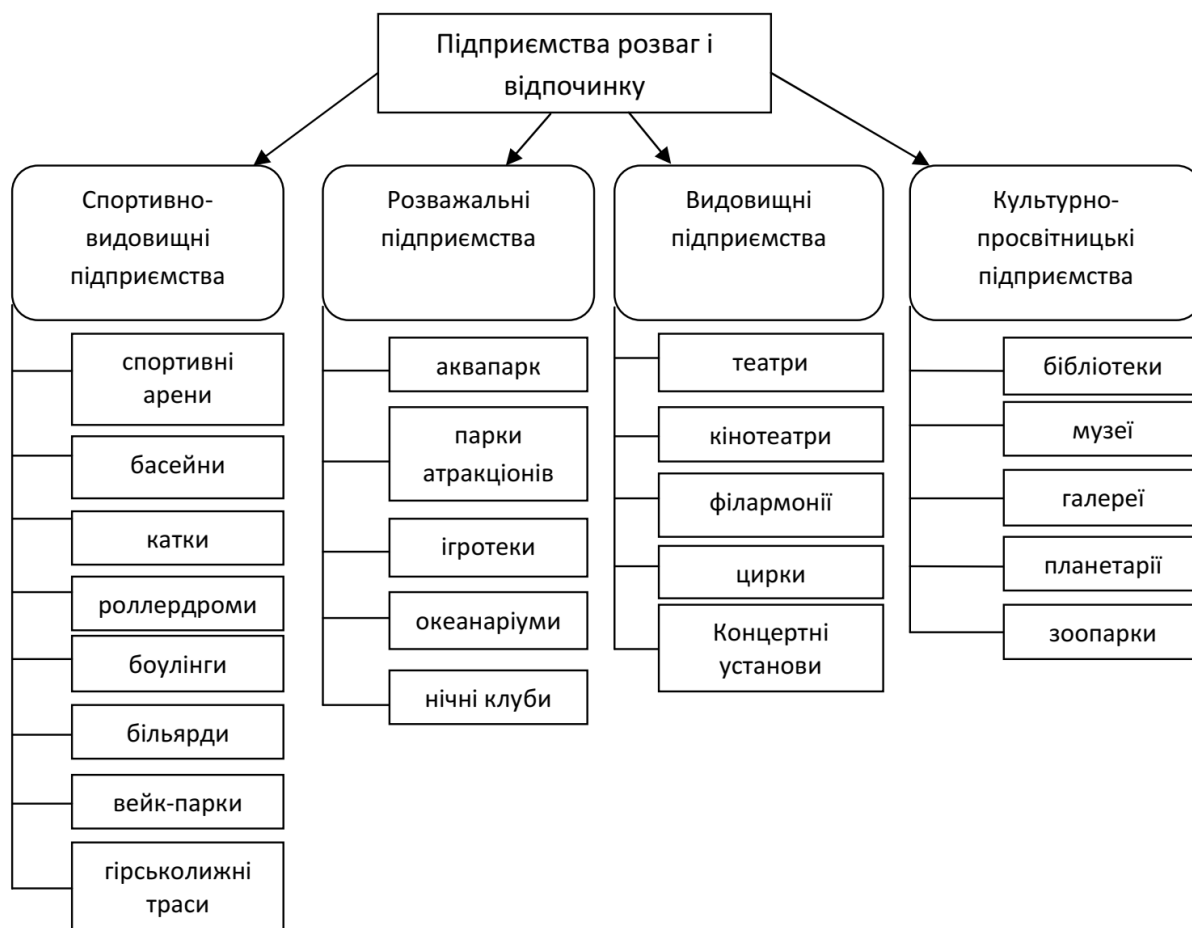 Підприємства розваг і
відпочинку
Спортивно-
видовищні
підприємства
спортивні
арени
басейни
катки
роллердроми
боулінги
більярди
вейк-парки
гірськолижні
траси
Розважальні
підприємства
аквапарк
парки
атракціонів
ігротеки
океанаріуми
нічні клуби
Видовищні
підприємства
театри
кінотеатри
філармонії
цирки
Концертні
установи
Культурно-
просвітницькі
підприємства
бібліотеки
музеї
галереї
планетарії
зоопарки